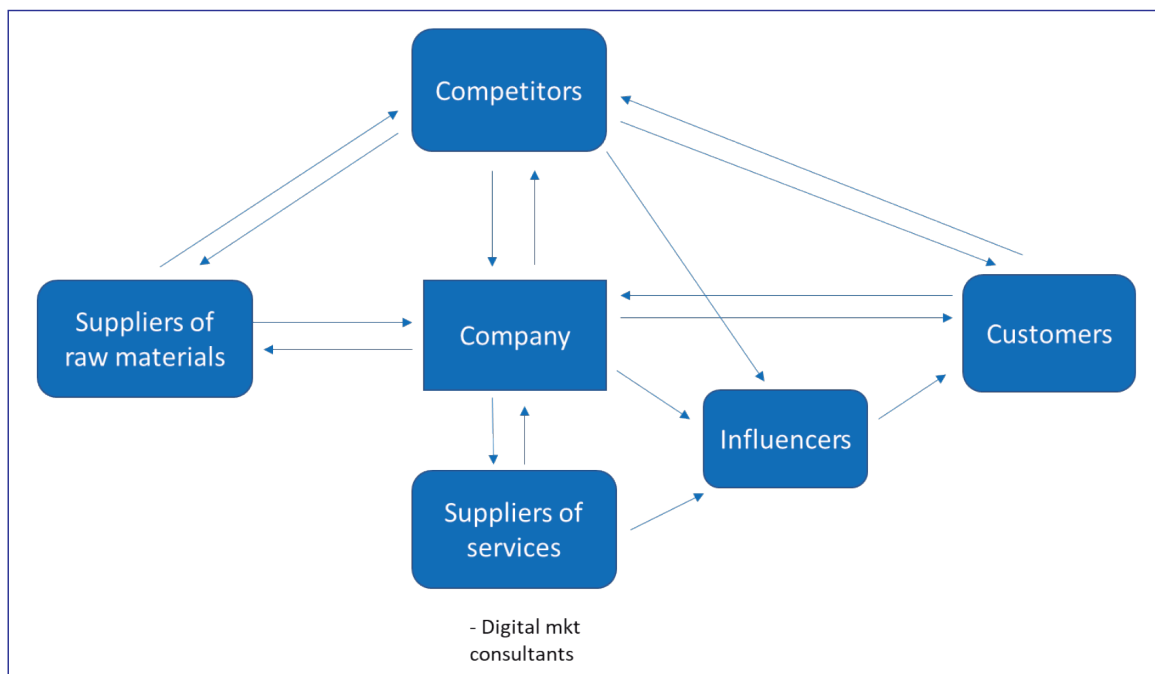 Competitors
Suppliers of
raw materials
Company
Customers
Influencers
Suppliers of
services
- Digital mkt
consultants